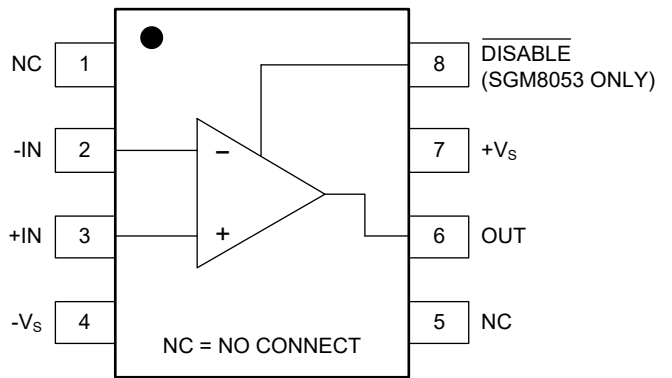 NC 1
-IN 2
+IN 3
-VS 4
8 DISABLE
(SGM8053 ONLY)
7 +VS
6 OUT
5 NC
−
+
NC = NO CONNECT